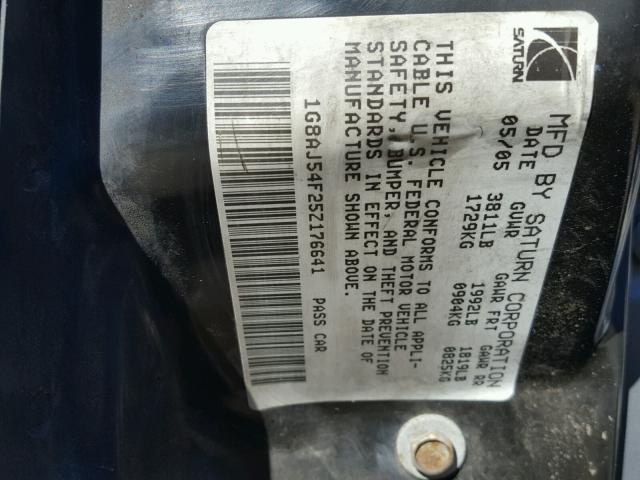 SATURN
MFD BY SATURN CORPORATION
DATE GVWR GAWR FRT GAWR RR
05/05 3811LB 1992LB 1819LB
1729KG 0904KG 0825KG
THIS VEHICLE CONFORMS TO ALL APPLI-
CABLE U.S. FEDERAL MOTOR VEHICLE
SAFETY, BUMPER, AND THEFT PREVENTION
STANDARDS IN EFFECT ON THE DATE OF
MANUFACTURE SHOWN ABOVE.
1G8AJ54F25Z176641 PASS CAR